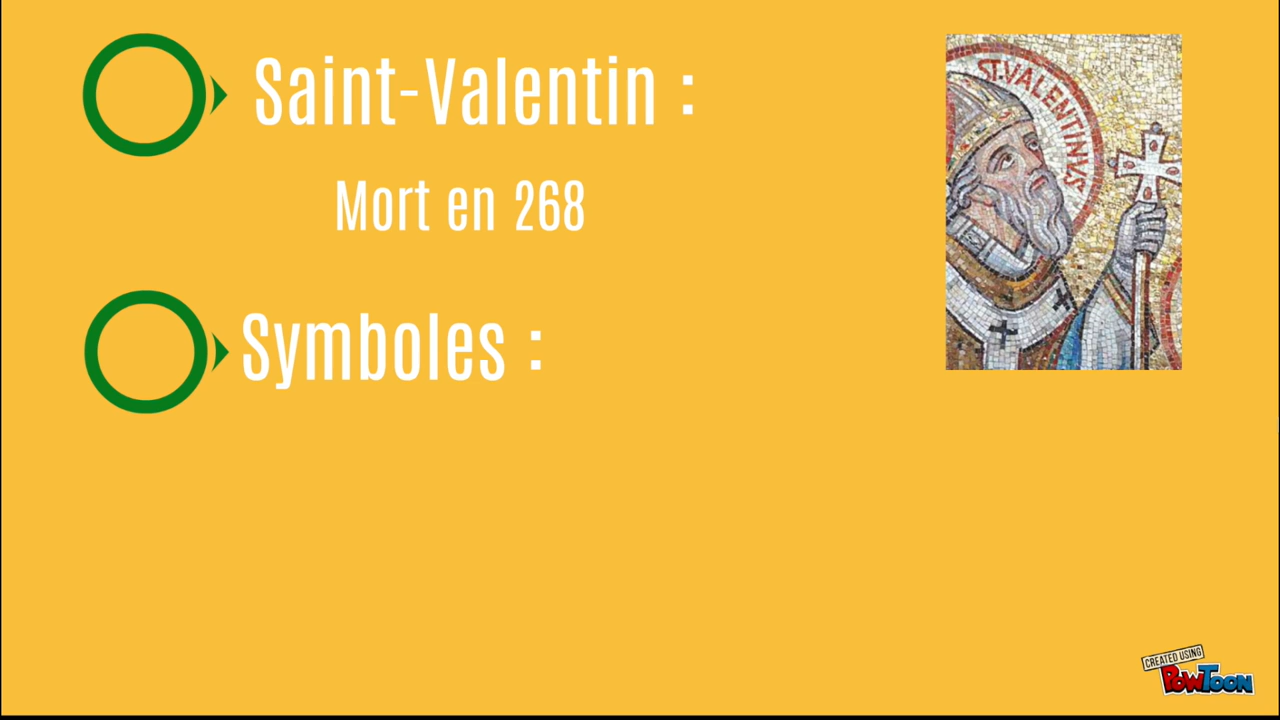 Saint-Valentin :
Mort en 268
Symboles :
ST. VALENTINVS
CREATED USING
POWTOON